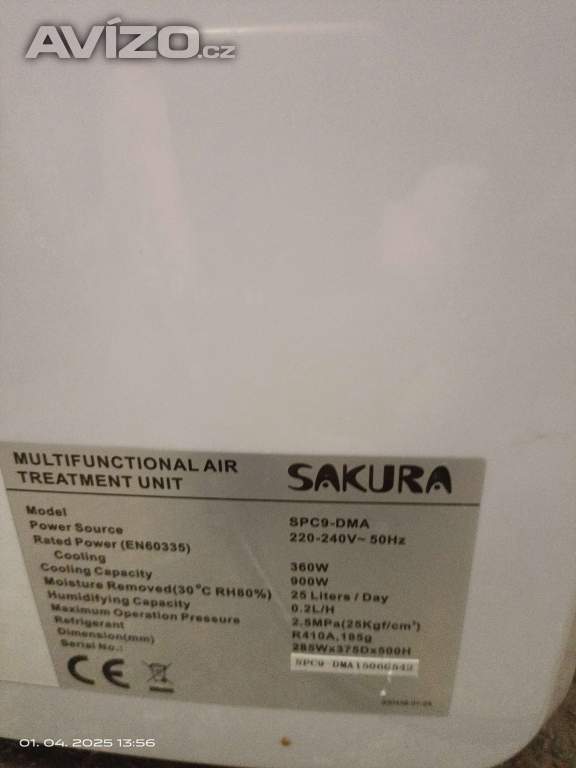 AVÍZO.cz
MULTIFUNCTIONAL AIR
TREATMENT UNIT
SAKURA
Model SPC9-DMA
Power Source 220-240V~ 50Hz
Rated Power (EN60335)
Cooling 360W
Cooling Capacity 900W
Moisture Removed(30°C RH80%) 25 Liters / Day
Humidifying Capacity 0.2L/H
Maximum Operation Pressure 2.5MPa(25Kgf/cm²)
Refrigerant R410A,185g
Dimension(mm) 285Wx375Dx500H
Serial No.: SPC9-DMA15006542
CE
01. 04. 2025 13:56